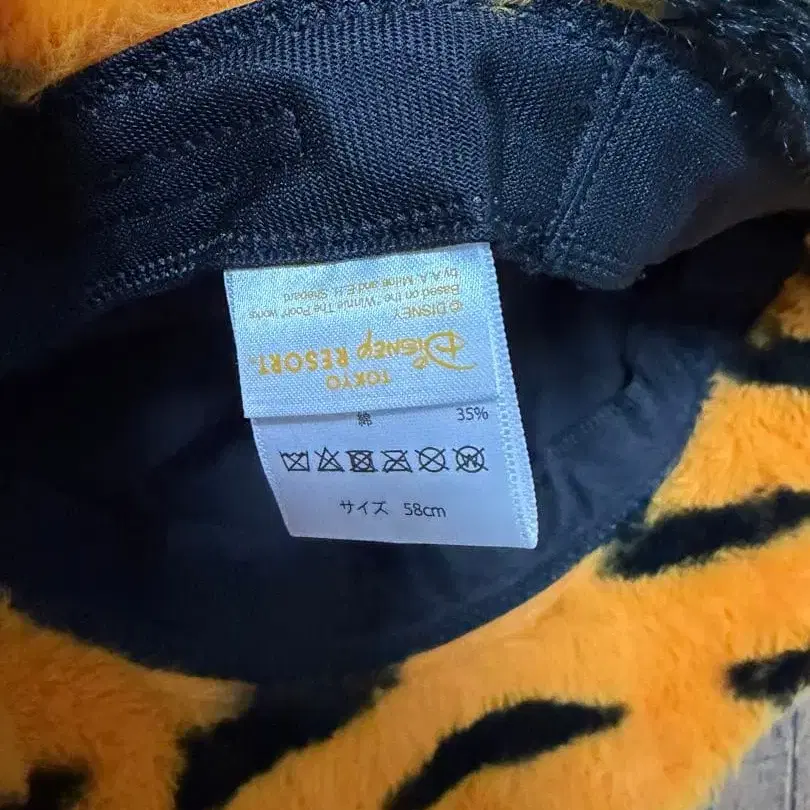 TOKYO
Disney RESORT®
© DISNEY
Based on the "Winnie The Pooh" works
by A.A. Milne and E.H. Shepard
綿 35%
サイズ 58cm